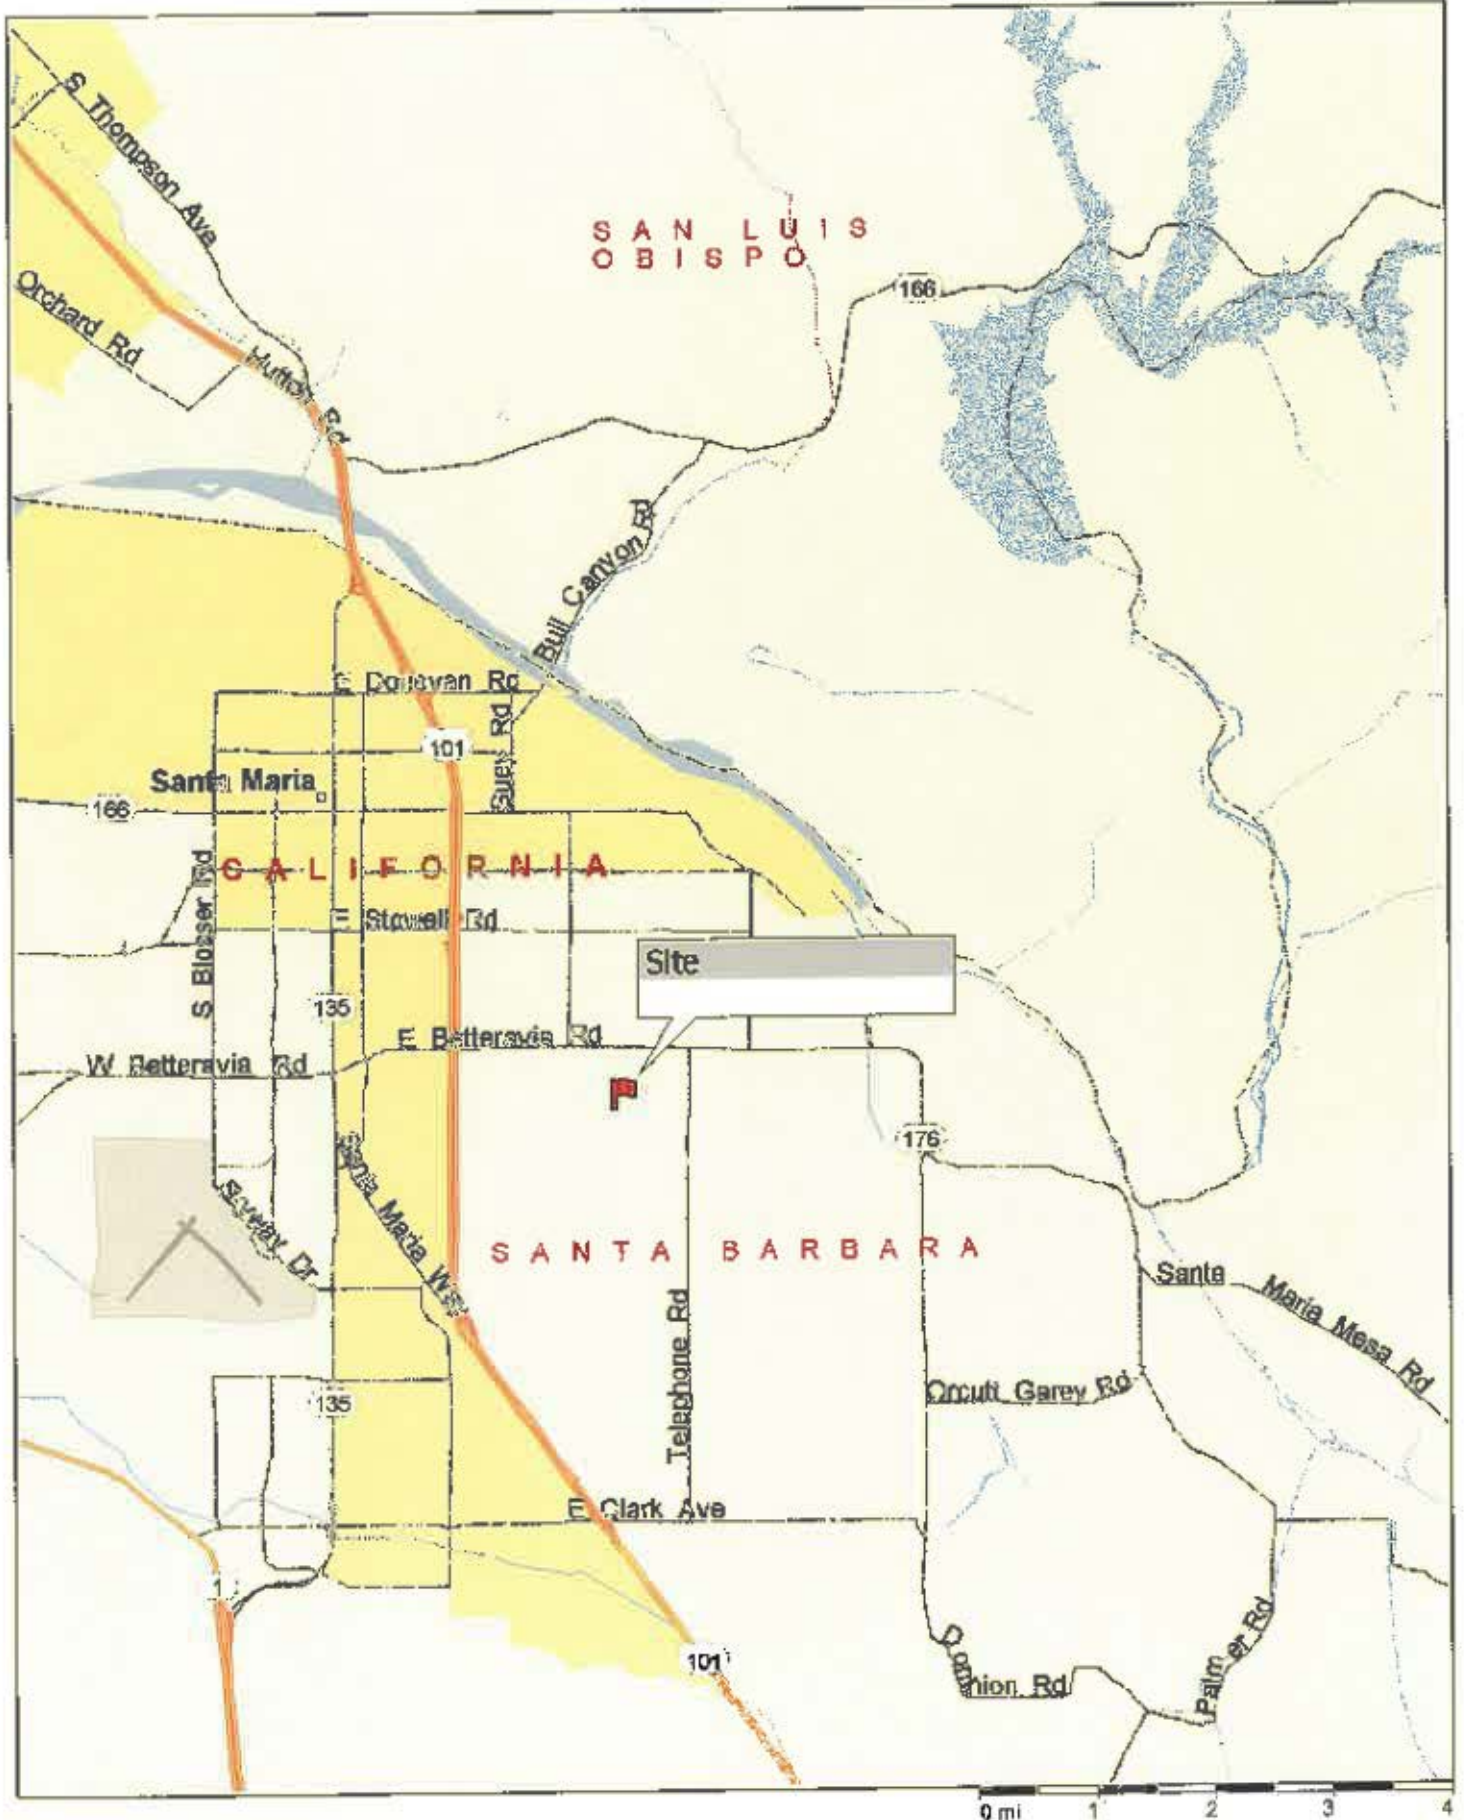 S Thompson Ave
SAN LUIS
OBISPO
166
Orchard Rd
Hutton Rd
Bull Canyon Rd
E Donovan Rd
101
Suey Rd
Santa Maria
166
CALIFORNIA
S Blosser Rd
E Stowell Rd
Site
135
E Betteravia Rd
W Betteravia Rd
176
Skyway Dr
Santa Maria Way
SANTA BARBARA
Santa Maria Mesa Rd
Telephone Rd
Orcutt Garey Rd
135
E Clark Ave
1
101
Dominion Rd
Palmer Rd
0 mi 1 2 3 4